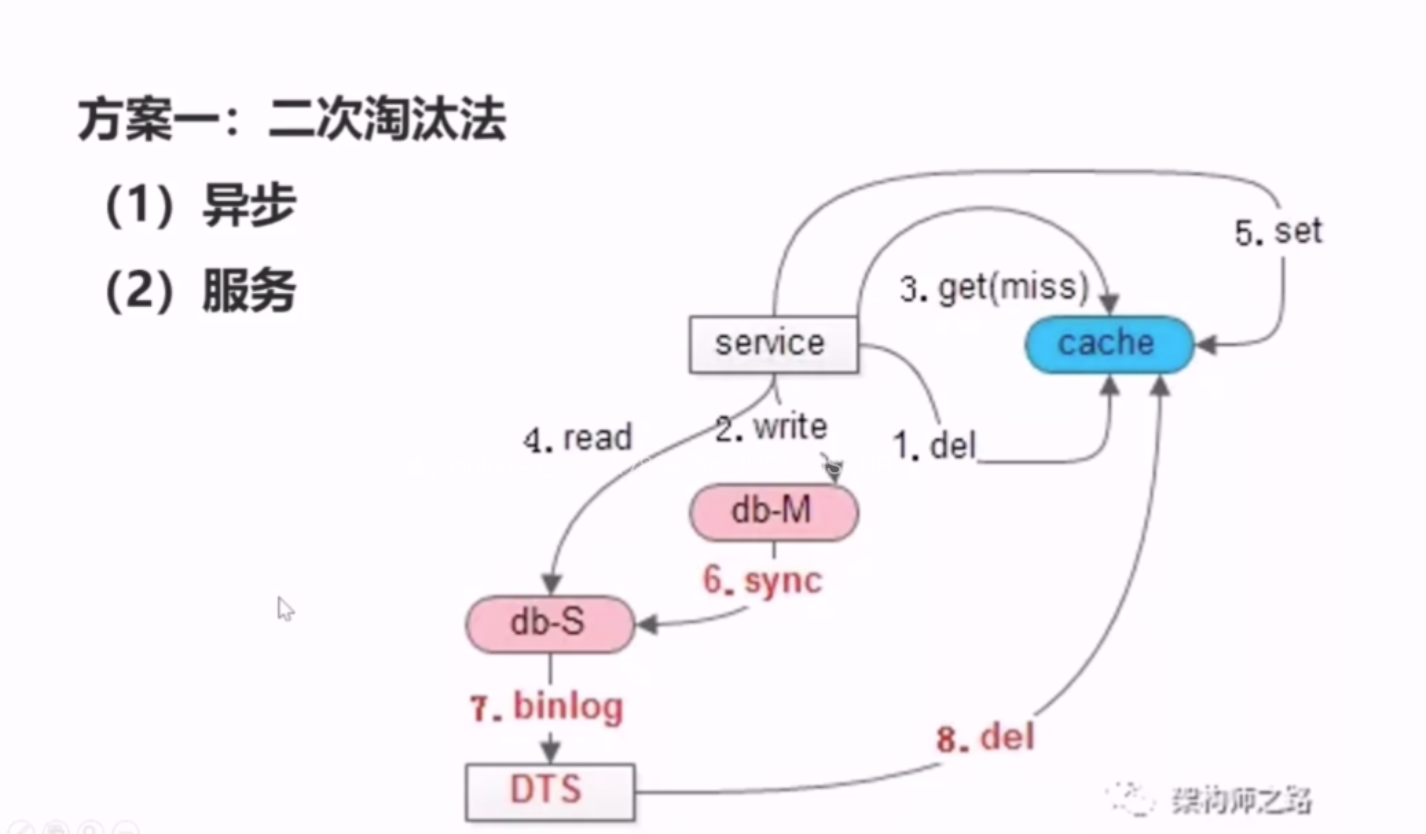 方案一：二次淘汰法
（1）异步
（2）服务
5. set
3. get(miss)
service
cache
4. read
2. write
1. del
db-M
6. sync
db-S
7. binlog
8. del
DTS
架构师之路